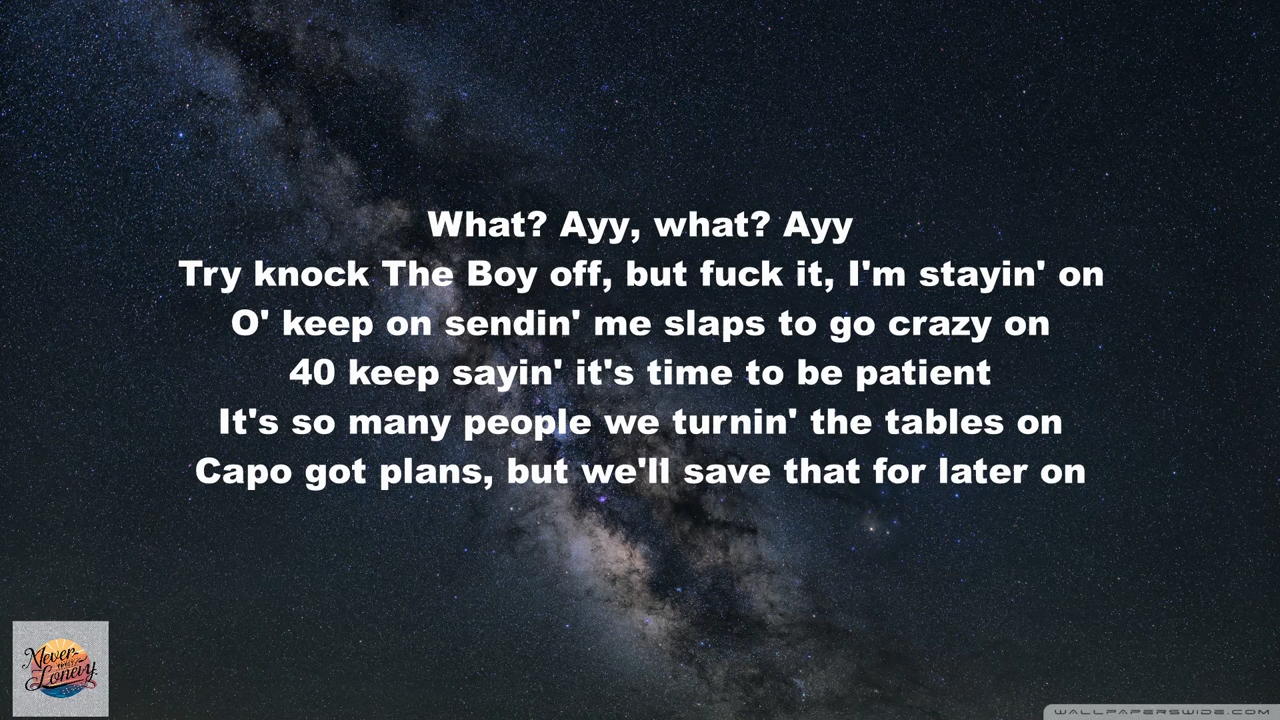 What? Ayy, what? Ayy
Try knock The Boy off, but fuck it, I'm stayin' on
O' keep on sendin' me slaps to go crazy on
40 keep sayin' it's time to be patient
It's so many people we turnin' the tables on
Capo got plans, but we'll save that for later on
Never
Lonely
WALLPAPERSWIDE.COM